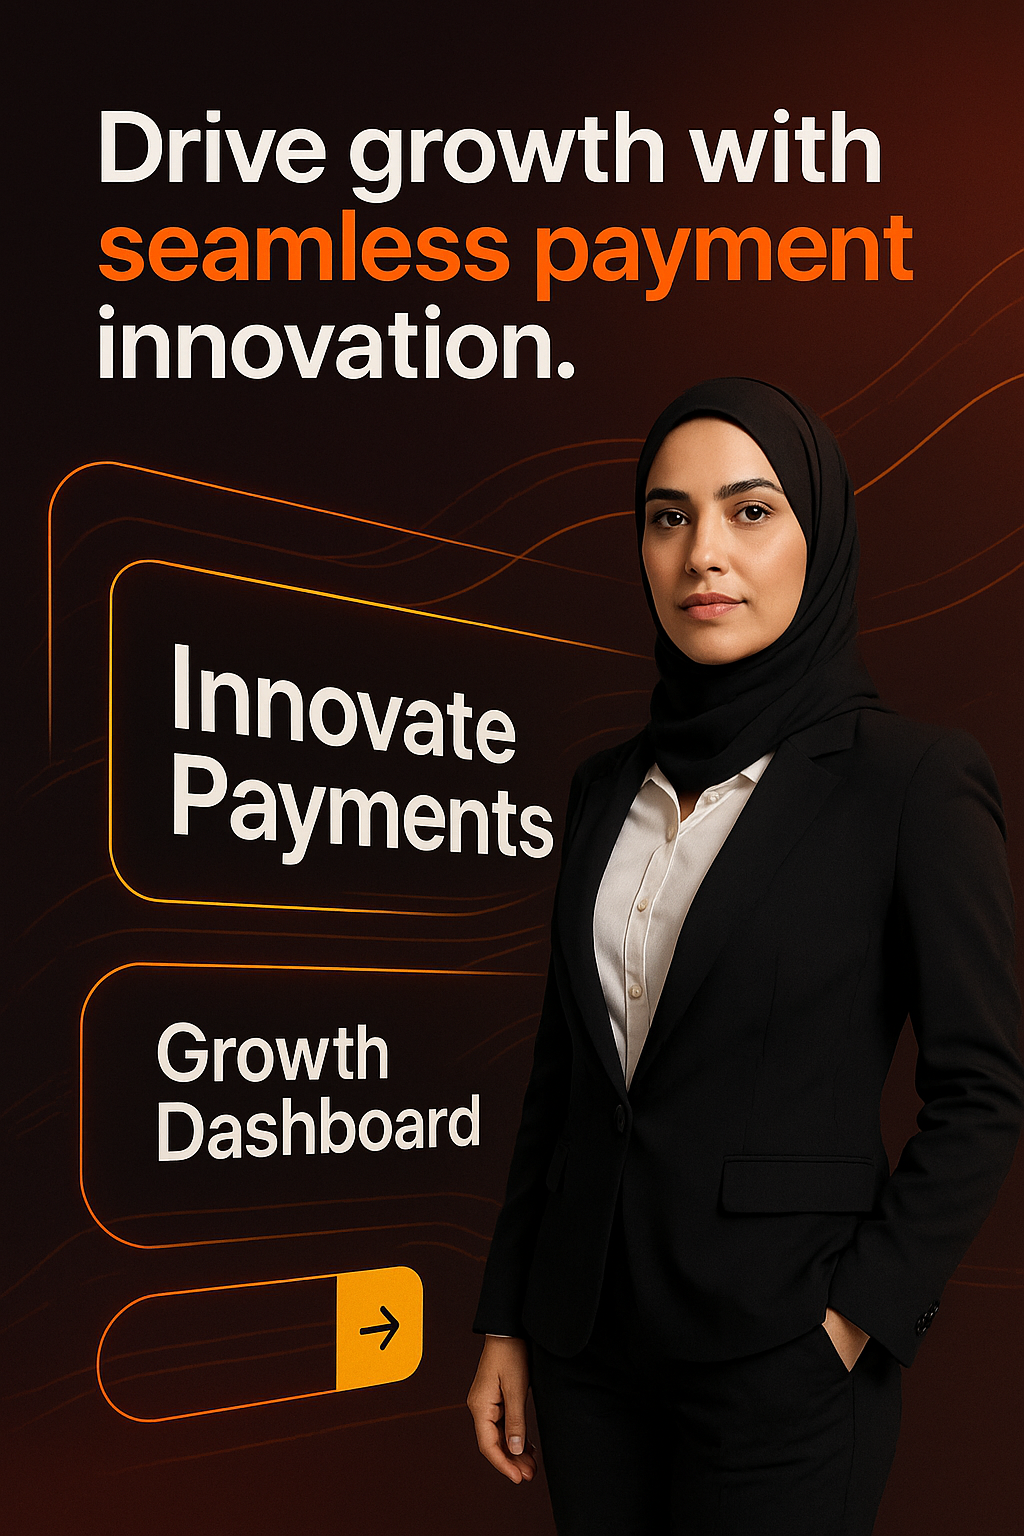 Drive growth with
seamless payment
innovation.
Innovate
Payments
Growth
Dashboard